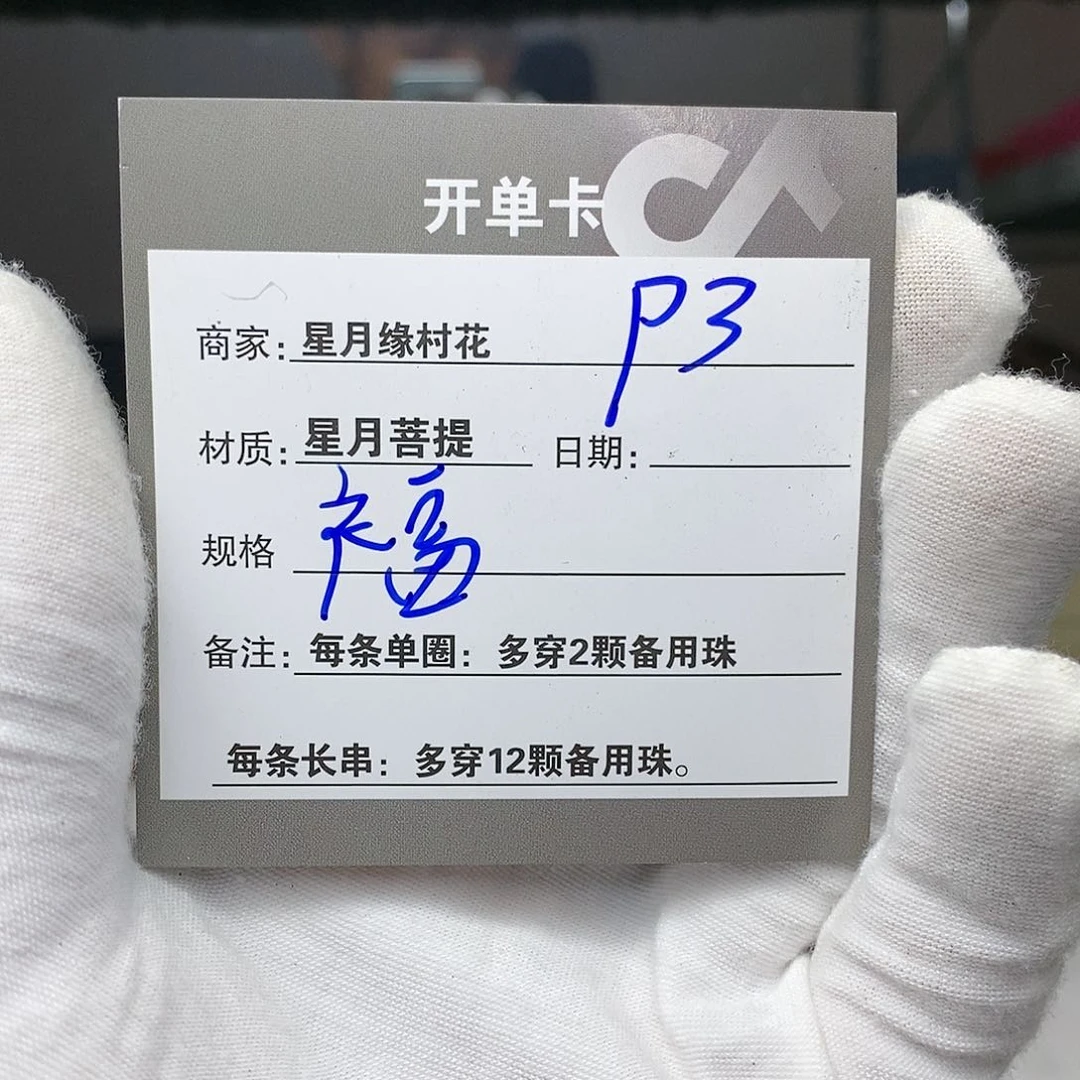 开单卡 CA
商家：星月缘村花 P3
材质：星月菩提 日期：
规格 福
备注：每条单圈：多穿2颗备用珠
每条长串：多穿12颗备用珠。